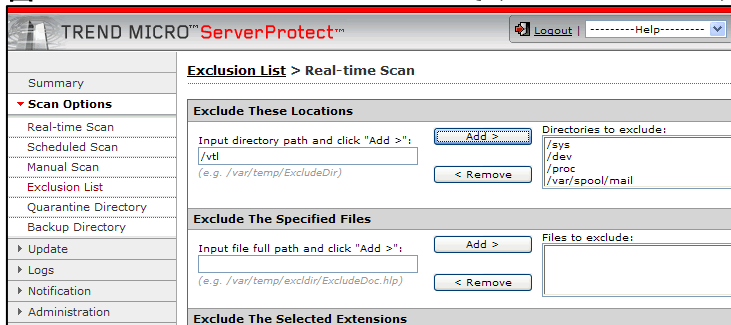 TREND MICRO™ ServerProtect™
Logout | ---------Help---------
Summary
Scan Options
Real-time Scan
Scheduled Scan
Manual Scan
Exclusion List
Quarantine Directory
Backup Directory
Update
Logs
Notification
Administration
Exclusion List > Real-time Scan
Exclude These Locations
Input directory path and click "Add >":
/vtl
(e.g. /var/temp/ExcludeDir)
Add >
< Remove
Directories to exclude:
/sys
/dev
/proc
/var/spool/mail
Exclude The Specified Files
Input file full path and click "Add >":
(e.g. /var/temp/excldir/ExcludeDoc.hlp)
Add >
< Remove
Files to exclude:
Exclude The Selected Extensions